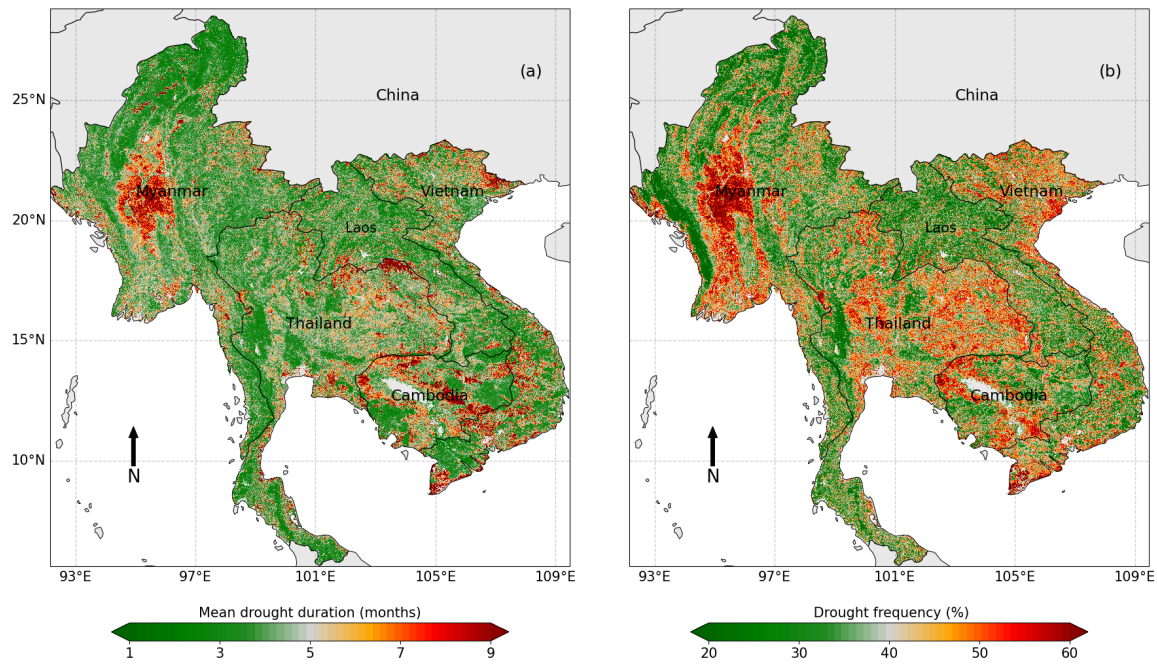 (a)
China
25°N
Myanmar
Vietnam
20°N
Laos
Thailand
15°N
Cambodia
10°N
N
93°E 97°E 101°E 105°E 109°E
Mean drought duration (months)
1 3 5 7 9
(b)
China
Myanmar
Vietnam
Laos
Thailand
Cambodia
N
93°E 97°E 101°E 105°E 109°E
Drought frequency (%)
20 30 40 50 60